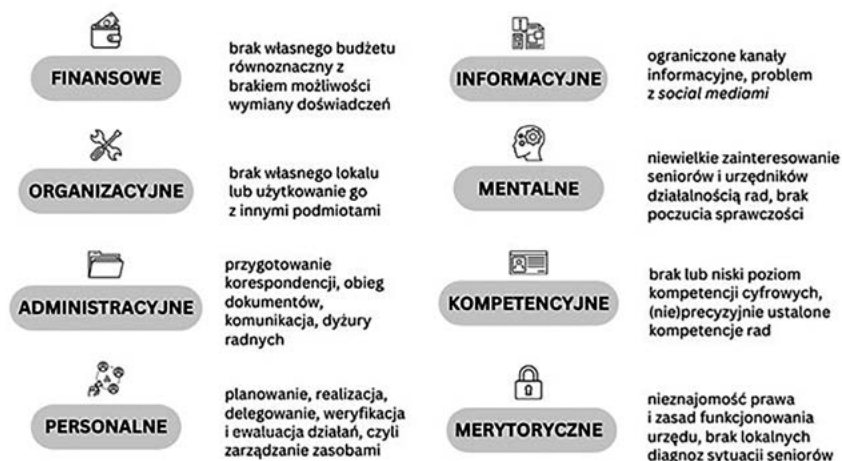 FINANSOWE
brak własnego budżetu
równoznaczny z
brakiem możliwości
wymiany doświadczeń
INFORMACYJNE
ograniczone kanały
informacyjne, problem
z social mediami
ORGANIZACYJNE
brak własnego lokalu
lub użytkowanie go
z innymi podmiotami
MENTALNE
niewielkie zainteresowanie
seniorów i urzędników
działalnością rad, brak
poczucia sprawczości
ADMINISTRACYJNE
przygotowanie
korespondencji, obieg
dokumentów,
komunikacja, dyżury
radnych
KOMPETENCYJNE
brak lub niski poziom
kompetencji cyfrowych,
(nie)precyzyjnie ustalone
kompetencje rad
PERSONALNE
planowanie, realizacja,
delegowanie, weryfikacja
i ewaluacja działań, czyli
zarządzanie zasobami
MERYTORYCZNE
nieznajomość prawa
i zasad funkcjonowania
urzędu, brak lokalnych
diagnoz sytuacji seniorów